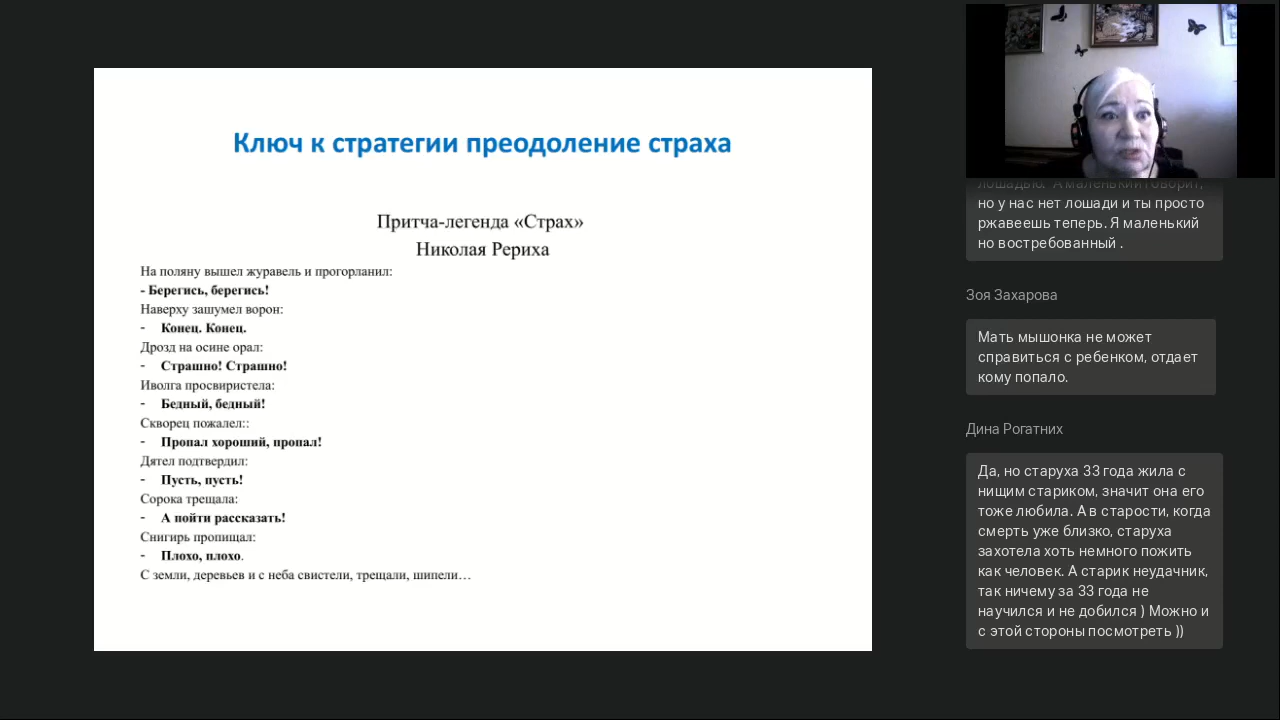 Ключ к стратегии преодоление страха
Притча-легенда «Страх»
Николая Рериха
На поляну вышел журавель и прогорланил:
- Берегись, берегись!
Наверху зашумел ворон:
- Конец. Конец.
Дрозд на осине орал:
- Страшно! Страшно!
Иволга просвиристела:
- Бедный, бедный!
Скворец пожалел::
- Пропал хороший, пропал!
Дятел подтвердил:
- Пусть, пусть!
Сорока трещала:
- А пойти рассказать!
Снигирь пропищал:
- Плохо, плохо.
С земли, деревьев и с неба свистели, трещали, шипели…
лошадью. А маленький говорит,
но у нас нет лошади и ты просто
ржавеешь теперь. Я маленький
но востребованный .
Зоя Захарова
Мать мышонка не может
справиться с ребенком, отдает
кому попало.
Дина Рогатних
Да, но старуха 33 года жила с
нищим стариком, значит она его
тоже любила. А в старости, когда
смерть уже близко, старуха
захотела хоть немного пожить
как человек. А старик неудачник,
так ничему за 33 года не
научился и не добился ) Можно и
с этой стороны посмотреть ))